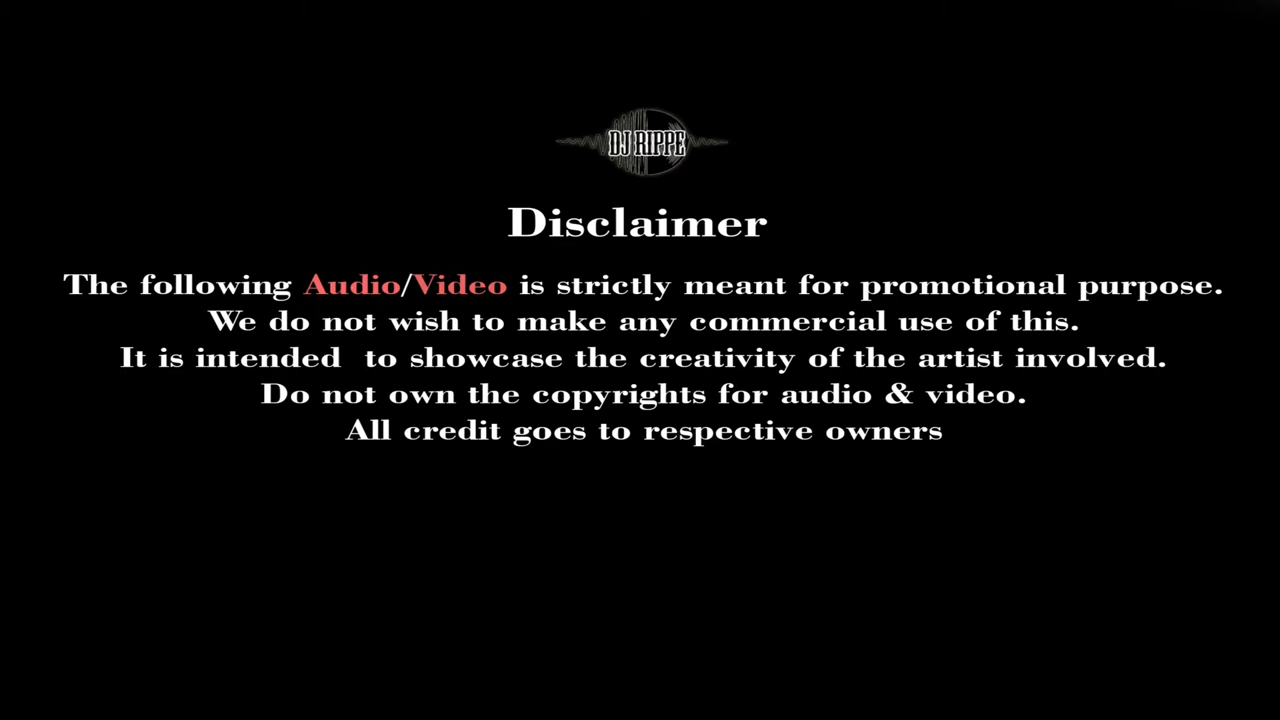 DJ RIPPE
Disclaimer
The following Audio/Video is strictly meant for promotional purpose.
We do not wish to make any commercial use of this.
It is intended  to showcase the creativity of the artist involved.
Do not own the copyrights for audio & video.
All credit goes to respective owners